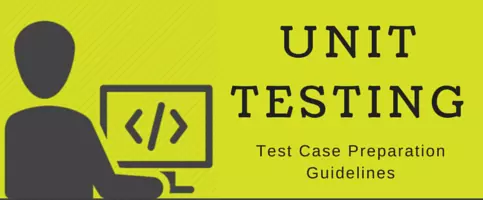 UNIT
TESTING
Test Case Preparation
Guidelines
</>